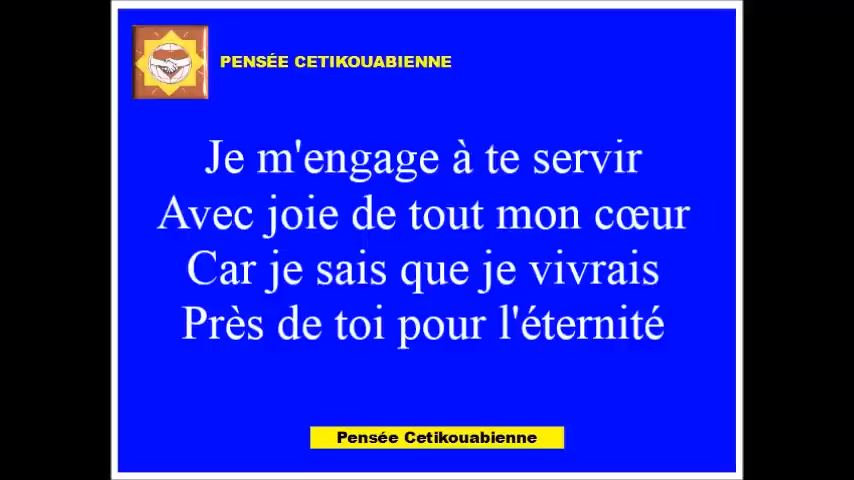 PENSÉE CETIKOUABIENNE
Je m'engage à te servir
Avec joie de tout mon cœur
Car je sais que je vivrais
Près de toi pour l'éternité
Pensée Cetikouabienne